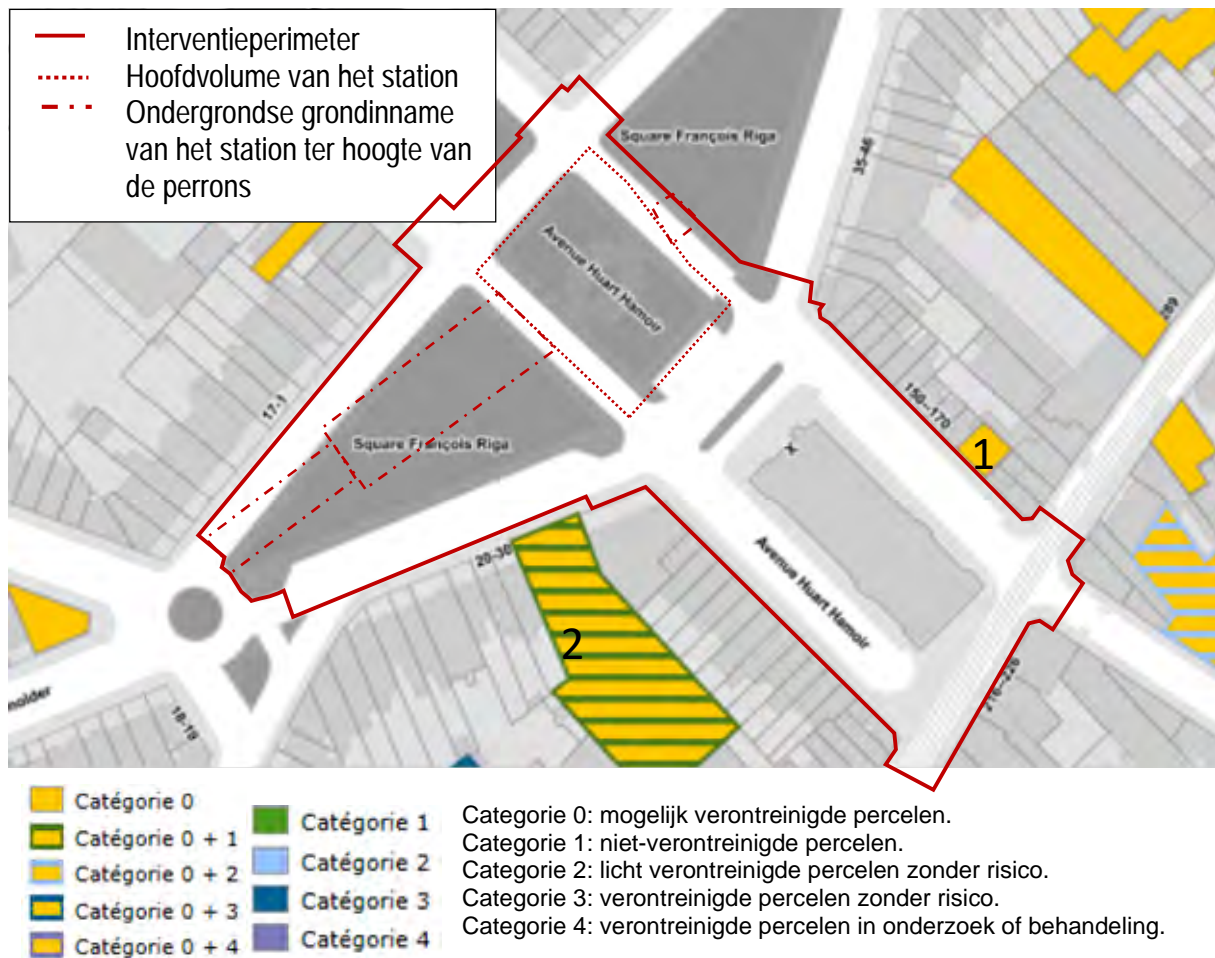 Interventieperimeter
Hoofdvolume van het station
Ondergrondse grondinname
van het station ter hoogte van
de perrons
Square François Riga
35-46
Avenue Huart Hamoir
289
17-1
150--170
1
Square François Riga
20-30
2
Avenue Huart Hamoir
216--226
molder
18-19
Catégorie 0
Catégorie 0 + 1
Catégorie 0 + 2
Catégorie 0 + 3
Catégorie 0 + 4
Catégorie 1
Catégorie 2
Catégorie 3
Catégorie 4
Categorie 0: mogelijk verontreinigde percelen.
Categorie 1: niet-verontreinigde percelen.
Categorie 2: licht verontreinigde percelen zonder risico.
Categorie 3: verontreinigde percelen zonder risico.
Categorie 4: verontreinigde percelen in onderzoek of behandeling.